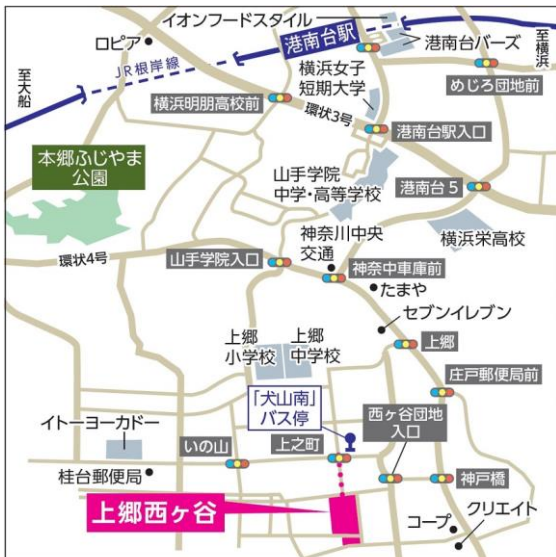 イオンフードスタイル
港南台駅
ロピア
港南台バーズ
至横浜
JR根岸線
至大船
横浜女子
短期大学
めじろ団地前
横浜明朋高校前
環状3号
港南台駅入口
本郷ふじやま
公園
山手学院
中学・高等学校
港南台5
横浜栄高校
神奈川中央
交通
環状4号
山手学院入口
神奈中車庫前
たまや
セブンイレブン
上郷
小学校
上郷
中学校
上郷
庄戸郵便局前
「犬山南」
バス停
西ヶ谷団地
入口
イトーヨーカドー
いの山
上之町
桂台郵便局
神戸橋
上郷西ヶ谷
コープ
クリエイト